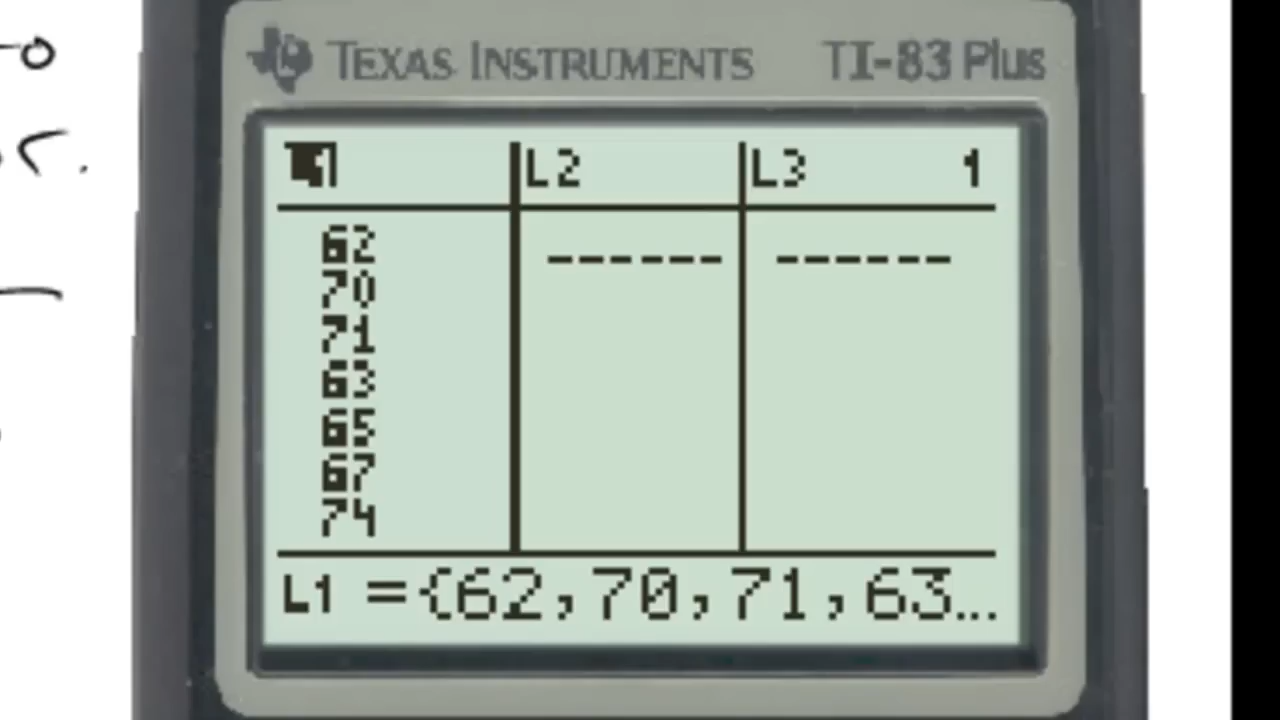 TEXAS INSTRUMENTS TI-83 Plus
L1 L2 L3 1
62 ------ ------
70
71
63
65
67
74
L1 ={62,70,71,63...